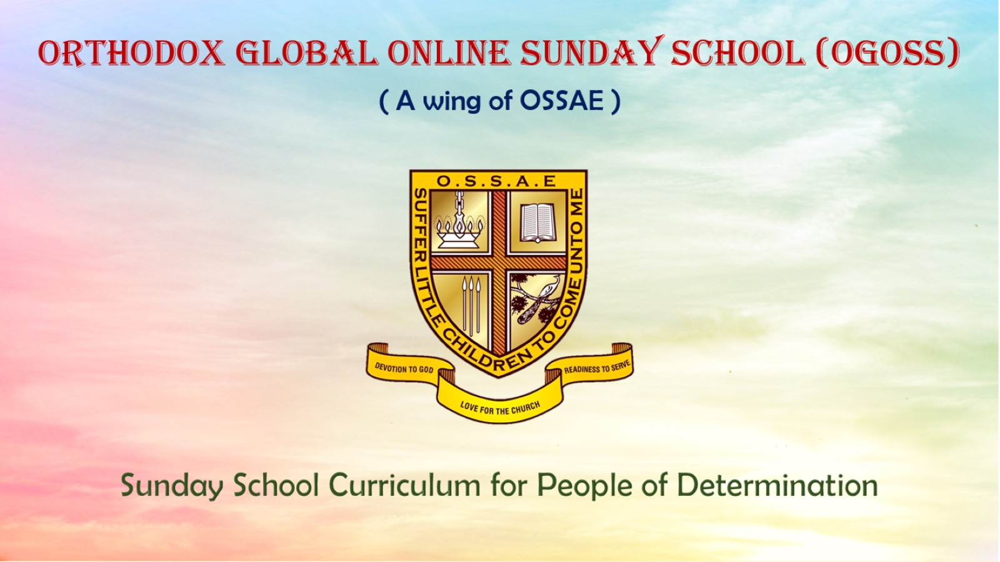 ORTHODOX GLOBAL ONLINE SUNDAY SCHOOL (OGOSS)
( A wing of OSSAE )
O.S.S.A.E
SUFFER LITTLE CHILDREN TO COME UNTO ME
DEVOTION TO GOD
LOVE FOR THE CHURCH
READINESS TO SERVE
Sunday School Curriculum for People of Determination